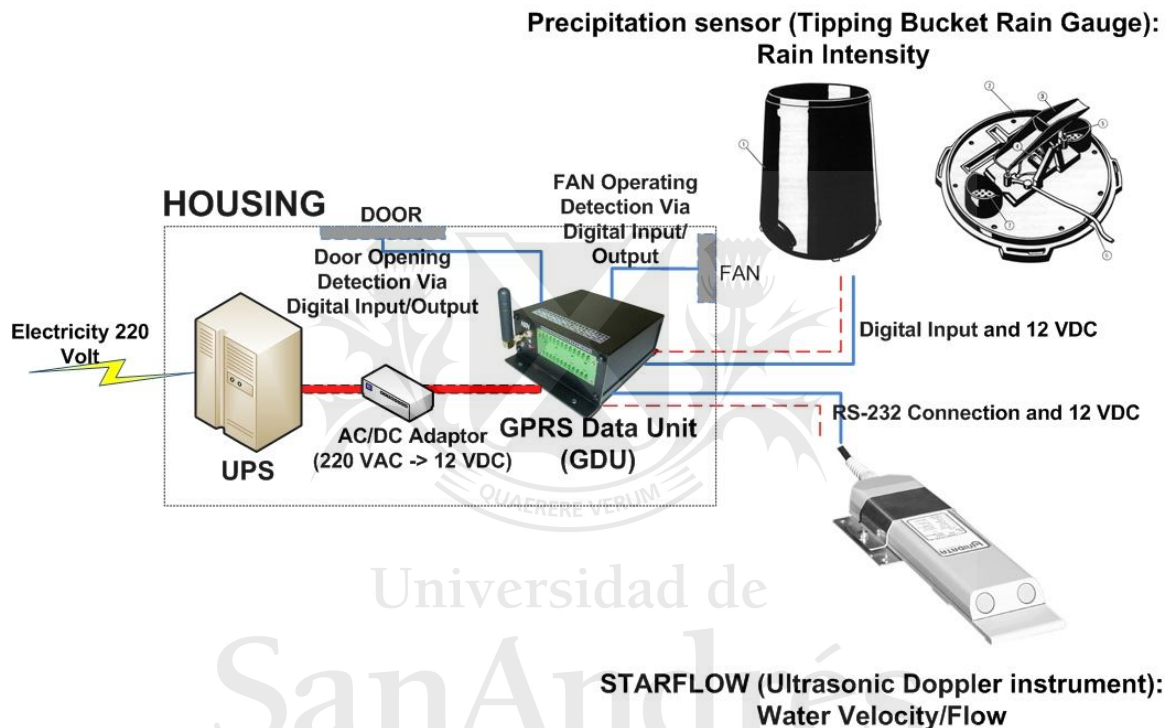 Precipitation sensor (Tipping Bucket Rain Gauge):
Rain Intensity
HOUSING
DOOR
Door Opening
Detection Via
Digital Input/Output
FAN Operating
Detection Via
Digital Input/
Output
FAN
Electricity 220
Volt
UPS
AC/DC Adaptor
(220 VAC -> 12 VDC)
GPRS Data Unit
(GDU)
Digital Input and 12 VDC
RS-232 Connection and 12 VDC
UNIDATA
QUAERERE VERUM
Universidad de
SanAndrés
STARFLOW (Ultrasonic Doppler instrument):
Water Velocity/Flow